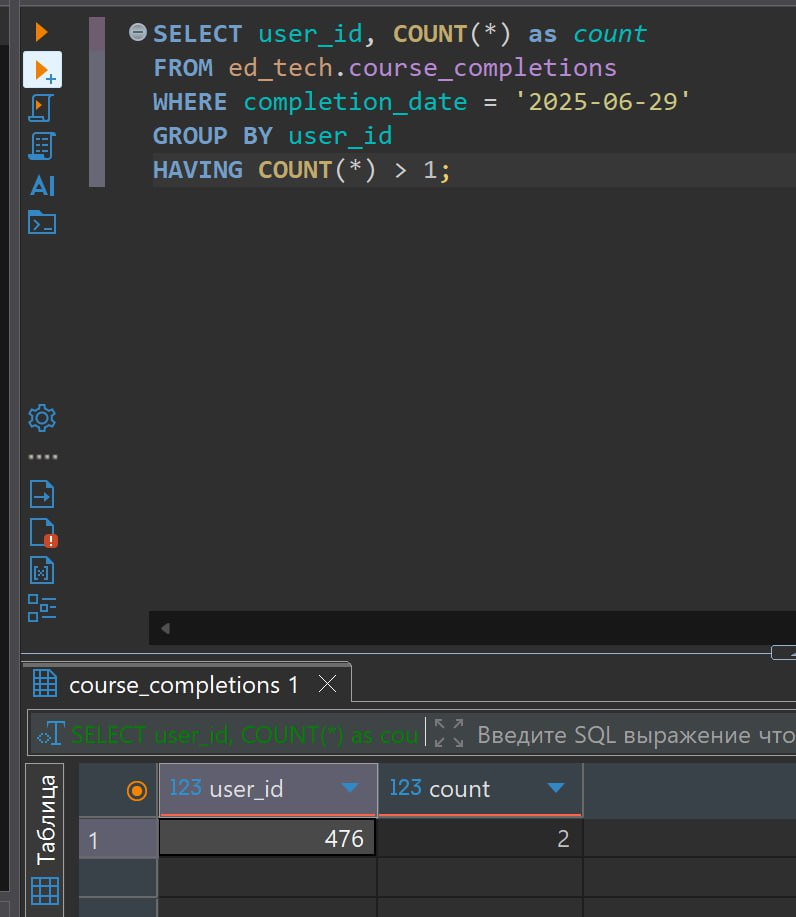 SELECT user_id, COUNT(*) as count
FROM ed_tech.course_completions
WHERE completion_date = '2025-06-29'
GROUP BY user_id
HAVING COUNT(*) > 1;
AI
course_completions 1
SELECT user_id, COUNT(*) as cou
Введите SQL выражение что
Таблица
123 user_id
123 count
1
476
2